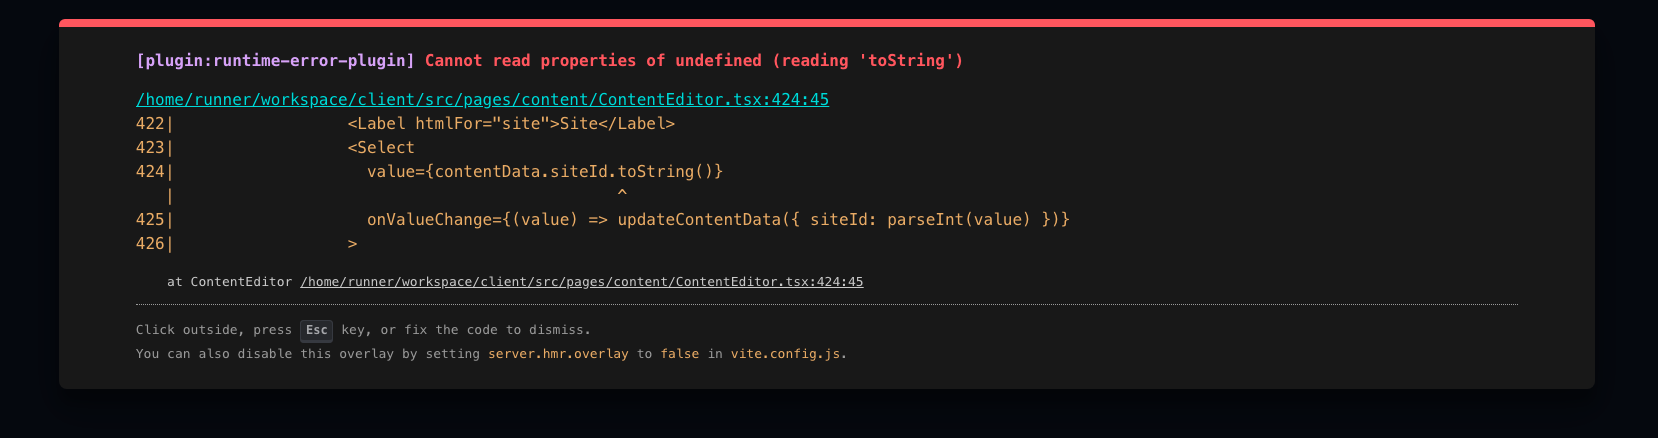 [plugin:runtime-error-plugin] Cannot read properties of undefined (reading 'toString')
/home/runner/workspace/client/src/pages/content/ContentEditor.tsx:424:45
422|                  <Label htmlFor="site">Site</Label>
423|                  <Select
424|                    value={contentData.siteId.toString()}
   |                                              ^
425|                    onValueChange={(value) => updateContentData({ siteId: parseInt(value) })}
426|                  >
at ContentEditor /home/runner/workspace/client/src/pages/content/ContentEditor.tsx:424:45
Click outside, press Esc key, or fix the code to dismiss.
You can also disable this overlay by setting server.hmr.overlay to false in vite.config.js.